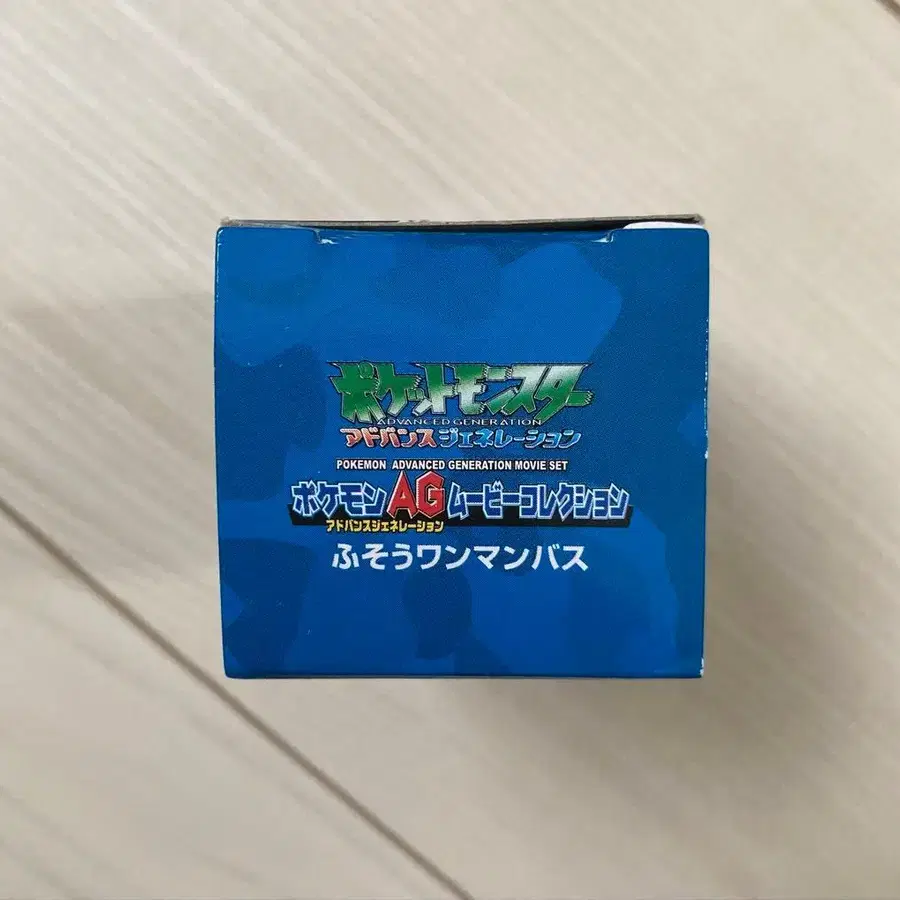 ポケットモンスター
ADVANCED GENERATION
アドバンスジェネレーション
POKEMON ADVANCED GENERATION MOVIE SET
ポケモンAGムービーコレクション
アドバンスジェネレーション
ふそうワンマンバス